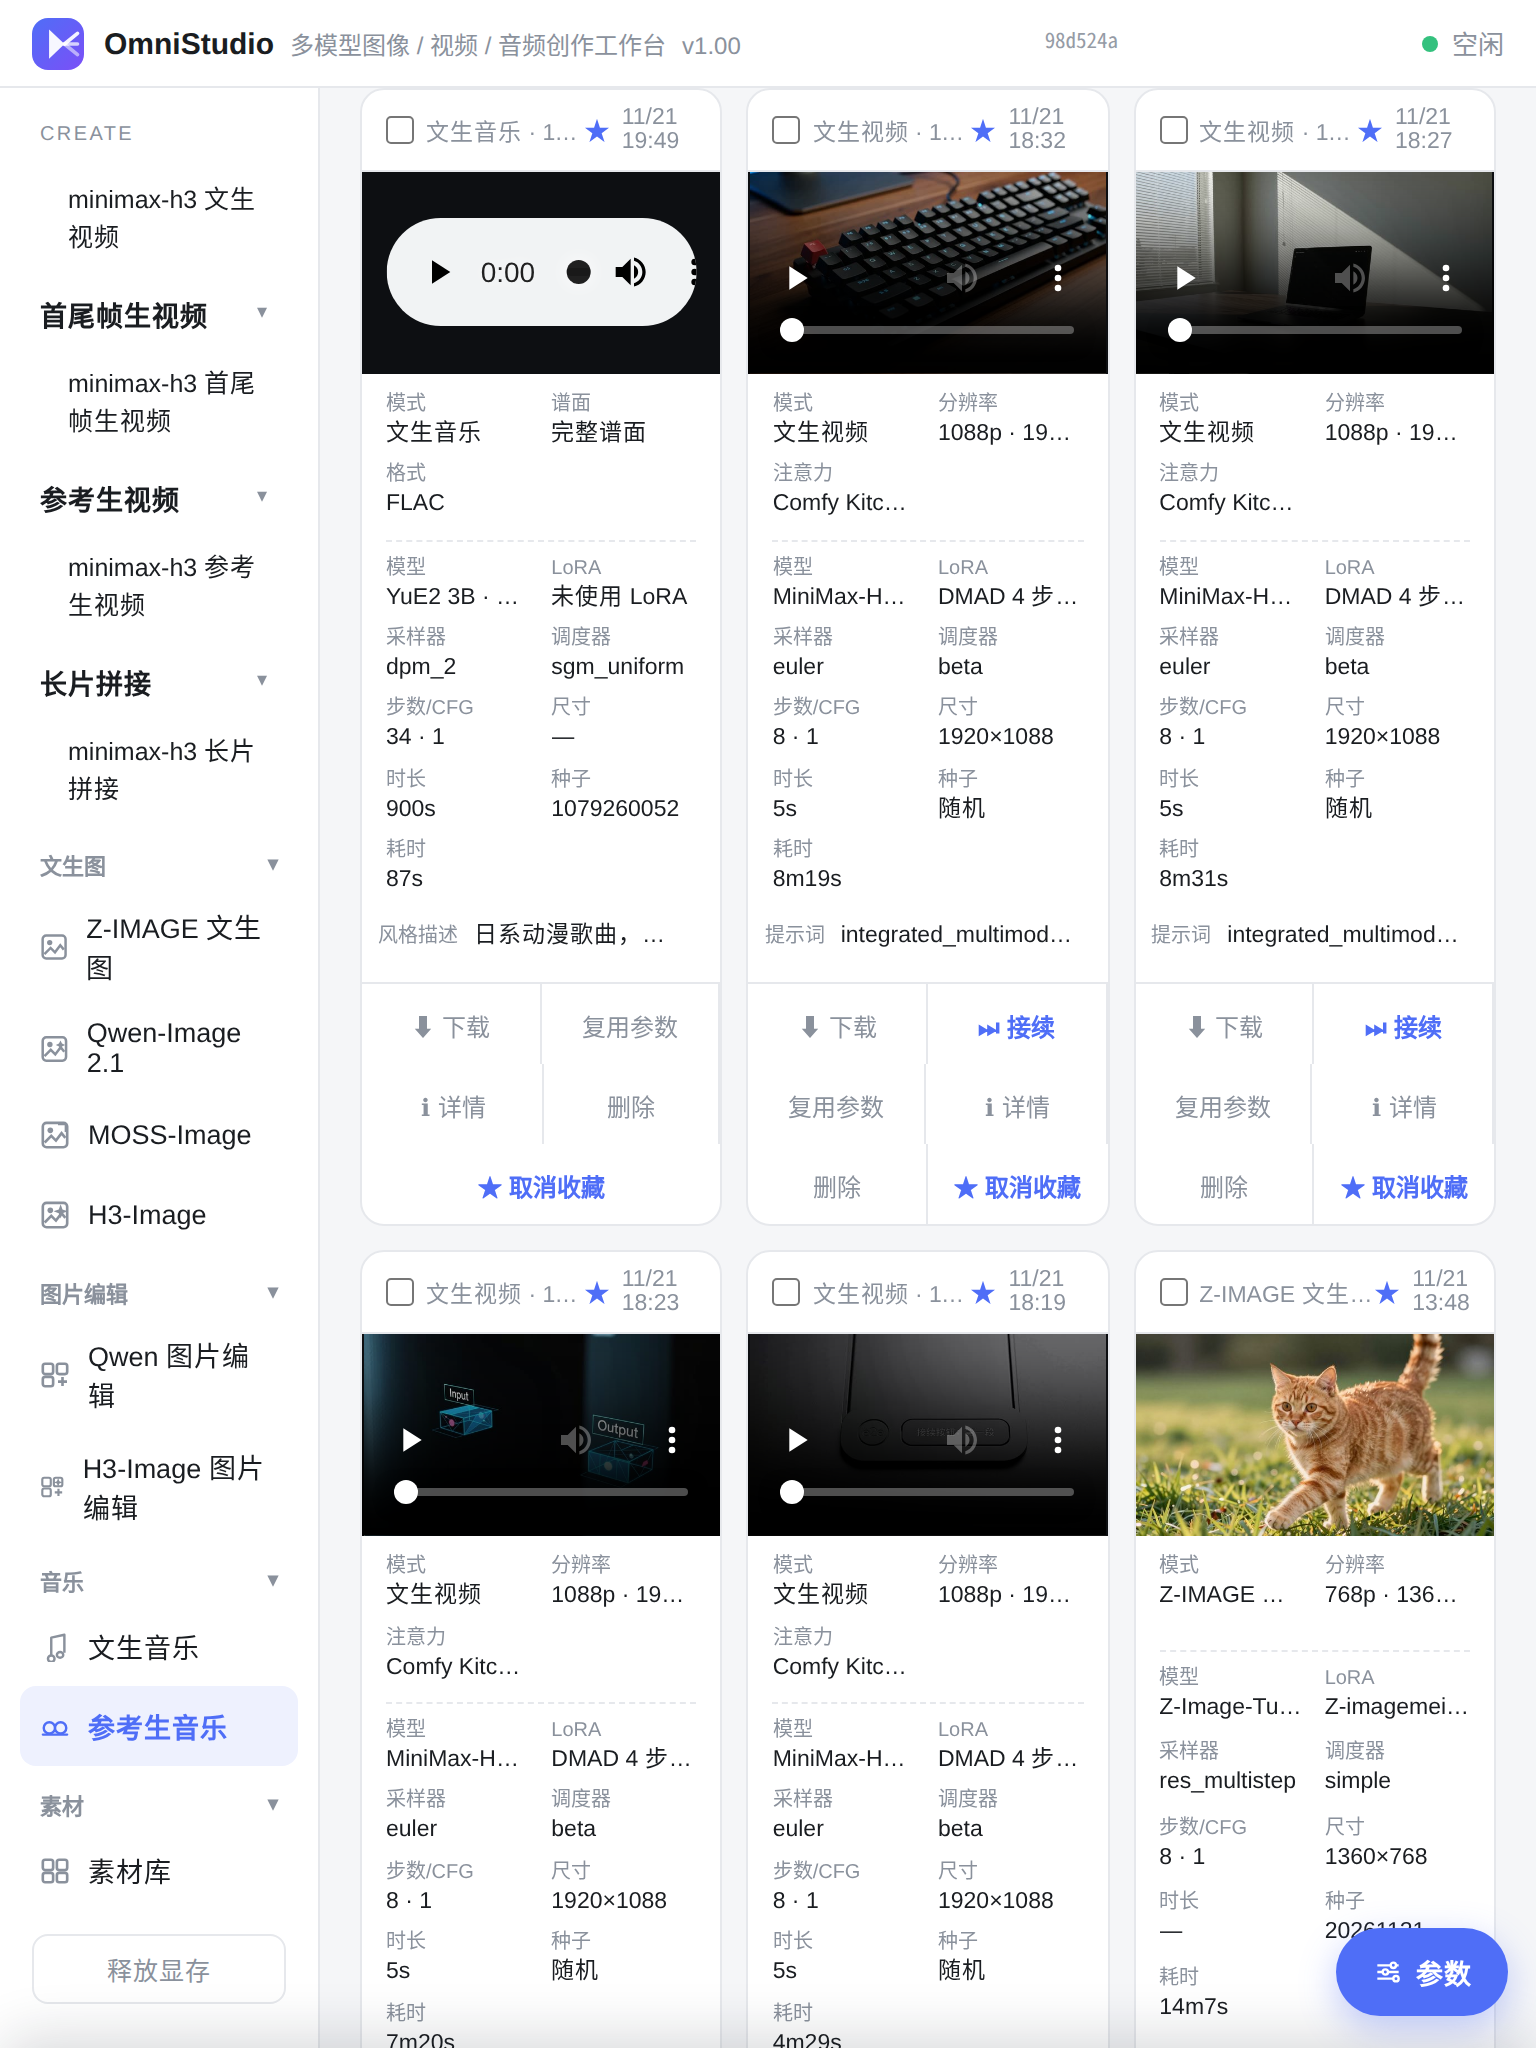 OmniStudio 多模型图像 / 视频 / 音频创作工作台 v1.00 98d524a 空闲
CREATE
minimax-h3 文生
视频
首尾帧生视频 ▼
minimax-h3 首尾
帧生视频
参考生视频 ▼
minimax-h3 参考
生视频
长片拼接 ▼
minimax-h3 长片
拼接
文生图 ▼
Z-IMAGE 文生
图
Qwen-Image
2.1
MOSS-Image
H3-Image
图片编辑 ▼
Qwen 图片编
辑
H3-Image 图片
编辑
音乐 ▼
文生音乐
参考生音乐
素材 ▼
素材库
释放显存
文生音乐 · 1... ★ 11/21
19:49
0:00
模式 谱面
文生音乐 完整谱面
格式
FLAC
模型 LoRA
YuE2 3B · ... 未使用 LoRA
采样器 调度器
dpm_2 sgm_uniform
步数/CFG 尺寸
34 · 1 —
时长 种子
900s 1079260052
耗时
87s
风格描述 日系动漫歌曲，...
⬇ 下载 复用参数
ℹ 详情 删除
★ 取消收藏
文生视频 · 1... ★ 11/21
18:32
模式 分辨率
文生视频 1088p · 19...
注意力
Comfy Kitc...
模型 LoRA
MiniMax-H... DMAD 4 步...
采样器 调度器
euler beta
步数/CFG 尺寸
8 · 1 1920×1088
时长 种子
5s 随机
耗时
8m19s
提示词 integrated_multimod...
⬇ 下载 ⏭ 接续
复用参数 ℹ 详情
删除 ★ 取消收藏
文生视频 · 1... ★ 11/21
18:27
模式 分辨率
文生视频 1088p · 19...
注意力
Comfy Kitc...
模型 LoRA
MiniMax-H... DMAD 4 步...
采样器 调度器
euler beta
步数/CFG 尺寸
8 · 1 1920×1088
时长 种子
5s 随机
耗时
8m31s
提示词 integrated_multimod...
⬇ 下载 ⏭ 接续
复用参数 ℹ 详情
删除 ★ 取消收藏
文生视频 · 1... ★ 11/21
18:23
Input
Output
模式 分辨率
文生视频 1088p · 19...
注意力
Comfy Kitc...
模型 LoRA
MiniMax-H... DMAD 4 步...
采样器 调度器
euler beta
步数/CFG 尺寸
8 · 1 1920×1088
时长 种子
5s 随机
耗时
7m20s
文生视频 · 1... ★ 11/21
18:19
模式 分辨率
文生视频 1088p · 19...
注意力
Comfy Kitc...
模型 LoRA
MiniMax-H... DMAD 4 步...
采样器 调度器
euler beta
步数/CFG 尺寸
8 · 1 1920×1088
时长 种子
5s 随机
耗时
4m29s
Z-IMAGE 文生... ★ 11/21
13:48
模式 分辨率
Z-IMAGE ... 768p · 136...
模型 LoRA
Z-Image-Tu... Z-imagemei...
采样器 调度器
res_multistep simple
步数/CFG 尺寸
8 · 1 1360×768
时长 种子
— 20261121
耗时
14m7s
参数